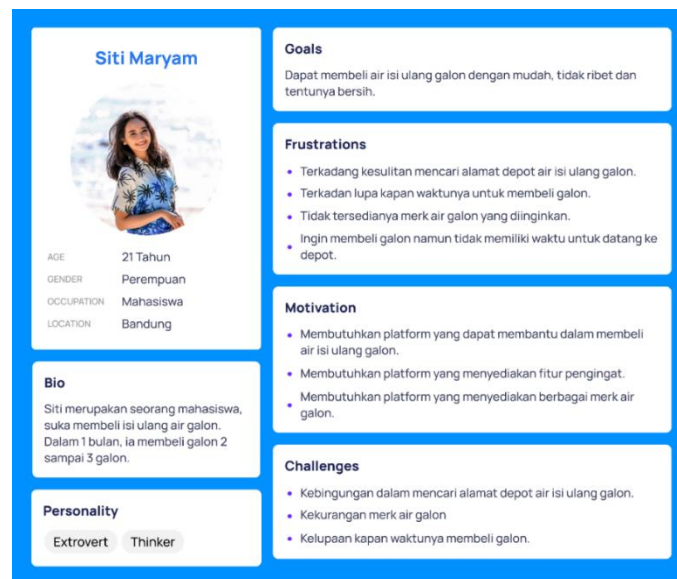 Siti Maryam
AGE 21 Tahun
GENDER Perempuan
OCCUPATION Mahasiswa
LOCATION Bandung
Bio
Siti merupakan seorang mahasiswa,
suka membeli isi ulang air galon.
Dalam 1 bulan, ia membeli galon 2
sampai 3 galon.
Personality
Extrovert Thinker
Goals
Dapat membeli air isi ulang galon dengan mudah, tidak ribet dan
tentunya bersih.
Frustrations
• Terkadang kesulitan mencari alamat depot air isi ulang galon.
• Terkadan lupa kapan waktunya untuk membeli galon.
• Tidak tersedianya merk air galon yang diinginkan.
• Ingin membeli galon namun tidak memiliki waktu untuk datang ke
depot.
Motivation
• Membutuhkan platform yang dapat membantu dalam membeli
air isi ulang galon.
• Membutuhkan platform yang menyediakan fitur pengingat.
• Membutuhkan platform yang menyediakan berbagai merk air
galon.
Challenges
• Kebingungan dalam mencari alamat depot air isi ulang galon.
• Kekurangan merk air galon
• Kelupaan kapan waktunya membeli galon.